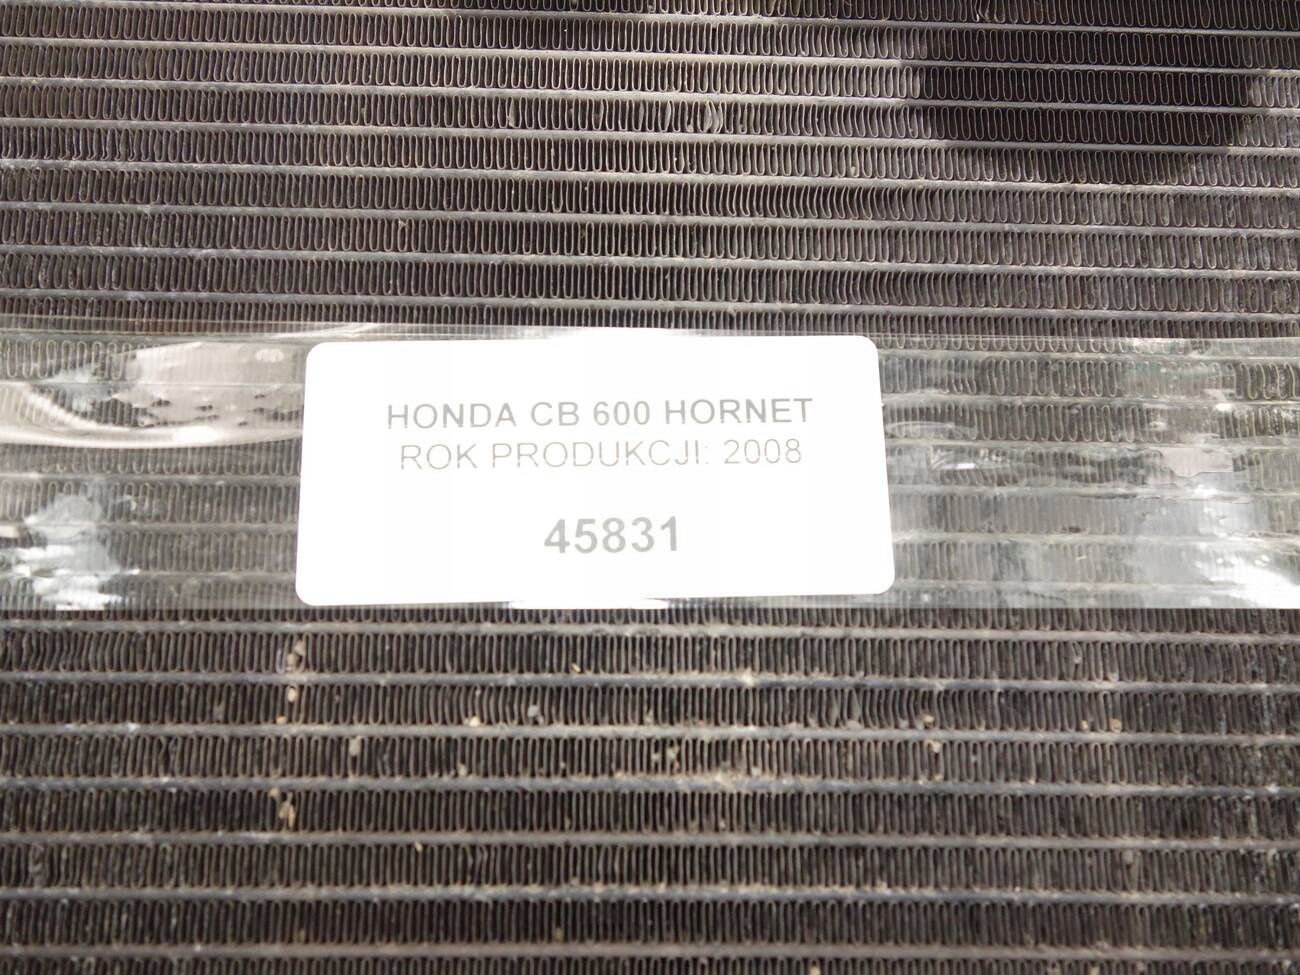 HONDA CB 600 HORNET
ROK PRODUKCJI: 2008
45831